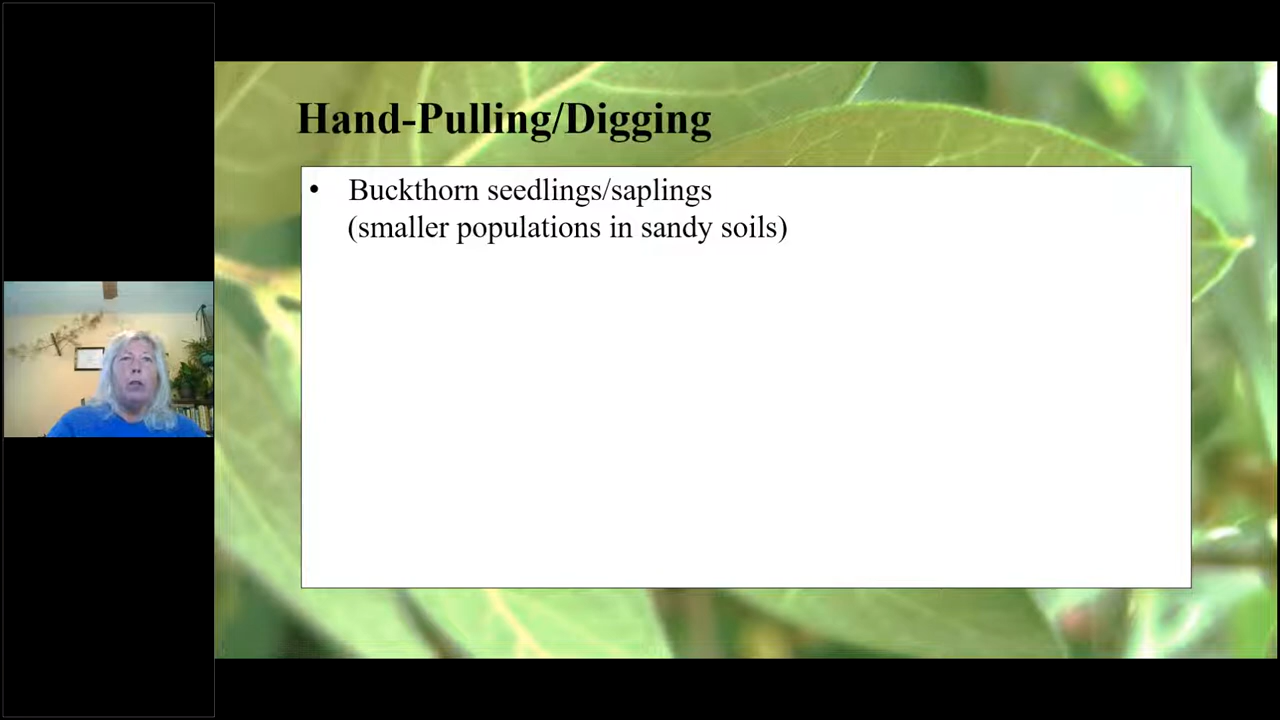 Hand-Pulling/Digging
• Buckthorn seedlings/saplings
(smaller populations in sandy soils)